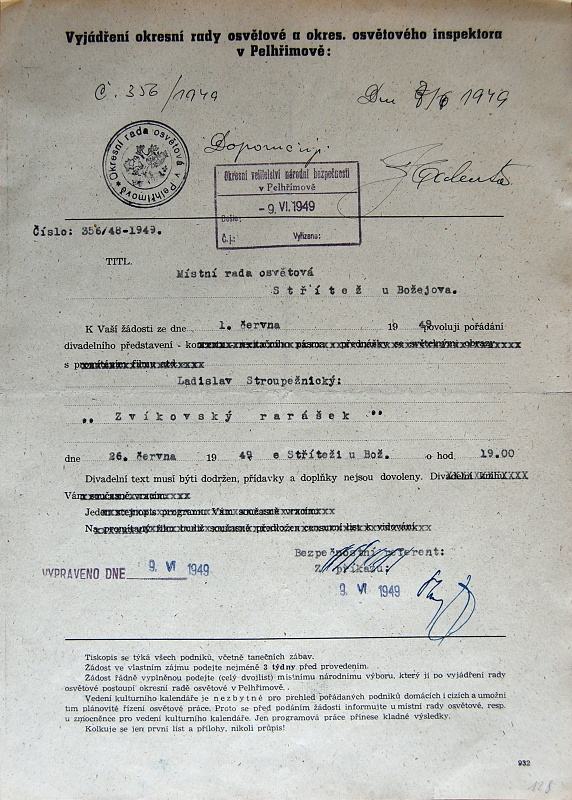 Vyjádření okresní rady osvětové a okres. osvětového inspektora
v Pelhřimově:
Č. 356/1949
Dne 8/6 1949
Okresní rada osvětová v Pelhřimově
Doporučuji.
Okresní velitelství národní bezpečnosti
v Pelhřimově
- 9. VI. 1949
Došlo:
Č. j.: Vyřizuje:
Číslo: 356/48-1949.
TITL.
Místní rada osvětová
Střítež u Božejova.
K Vaší žádosti ze dne 1. června 1949 povoluji pořádání
divadelního představení - 
s promítáním filmu
Ladislav Stroupežnický:
„ Zvíkovský rarášek "
dne 26. června 1949 e Stříteži u Bož. o hod. 19.00
Divadelní text musí býti dodržen, přídavky a doplňky nejsou dovoleny.
Bezpečnostní referent:
Z příkazu:
VYPRAVENO DNE 9. VI 1949
9. VI 1949
Tiskopis se týká všech podniků, včetně tanečních zábav.
Žádost ve vlastním zájmu podejte nejméně 3 týdny před provedením.
Žádost řádně vyplněnou podejte (celý dvojlist) místnímu národnímu výboru, který ji po vyjádření rady
osvětové postoupí okresní radě osvětové v Pelhřimově.
Vedení kulturního kalendáře je nezbytné pro přehled pořádaných podniků domácích i cizích a umožní
tím plánovité řízení osvětové práce. Proto se před podáním žádosti informujte u místní rady osvětové, resp.
u zmocněnce pro vedení kulturního kalendáře. Jen programová práce přinese kladné výsledky.
Kolkuje se jen první list a přílohy, nikoli průpis!
932
128